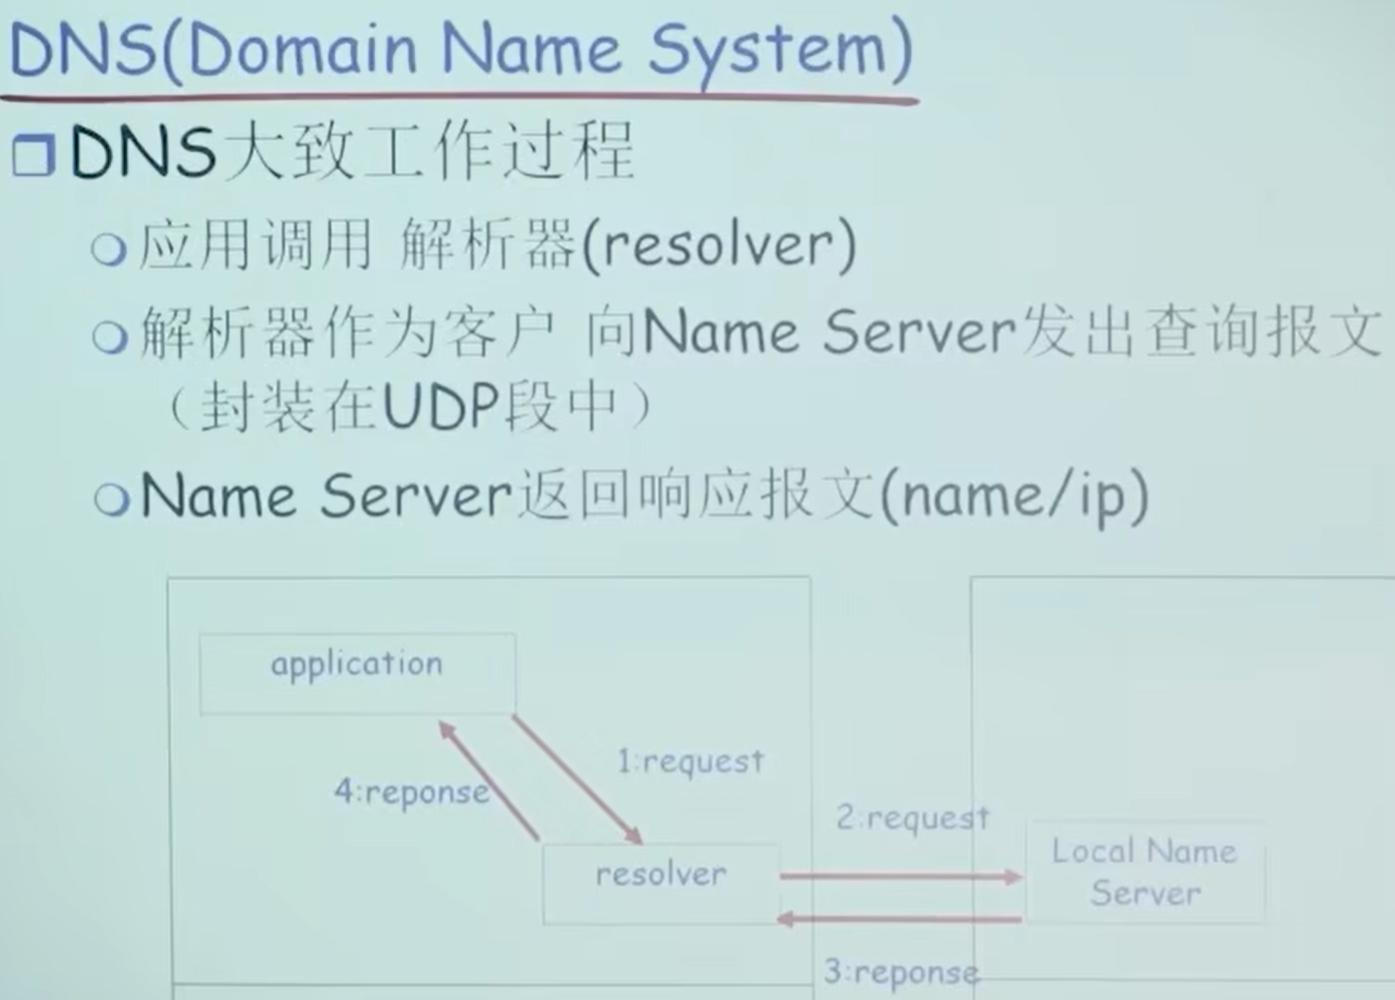 DNS(Domain Name System)
DNS大致工作过程
应用调用 解析器(resolver)
解析器作为客户 向Name Server发出查询报文
（封装在UDP段中）
Name Server返回响应报文(name/ip)
application
1:request
4:reponse
2:request
resolver
Local Name
Server
3:reponse